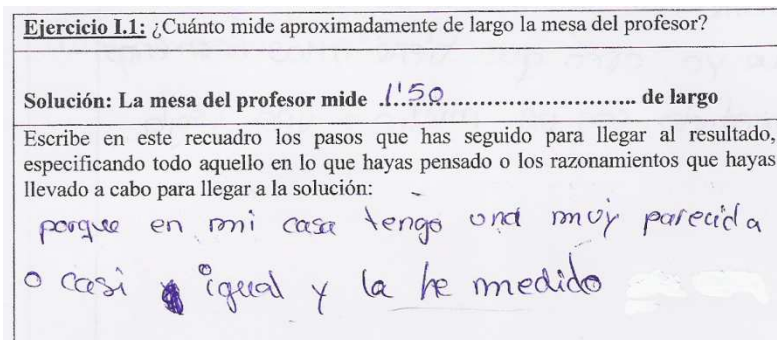 Ejercicio I.1: ¿Cuánto mide aproximadamente de largo la mesa del profesor?
Solución: La mesa del profesor mide .1'50.............................. de largo
Escribe en este recuadro los pasos que has seguido para llegar al resultado,
especificando todo aquello en lo que hayas pensado o los razonamientos que hayas
llevado a cabo para llegar a la solución:
porque en mi casa tengo una muy parecida
o casi igual y la he medido